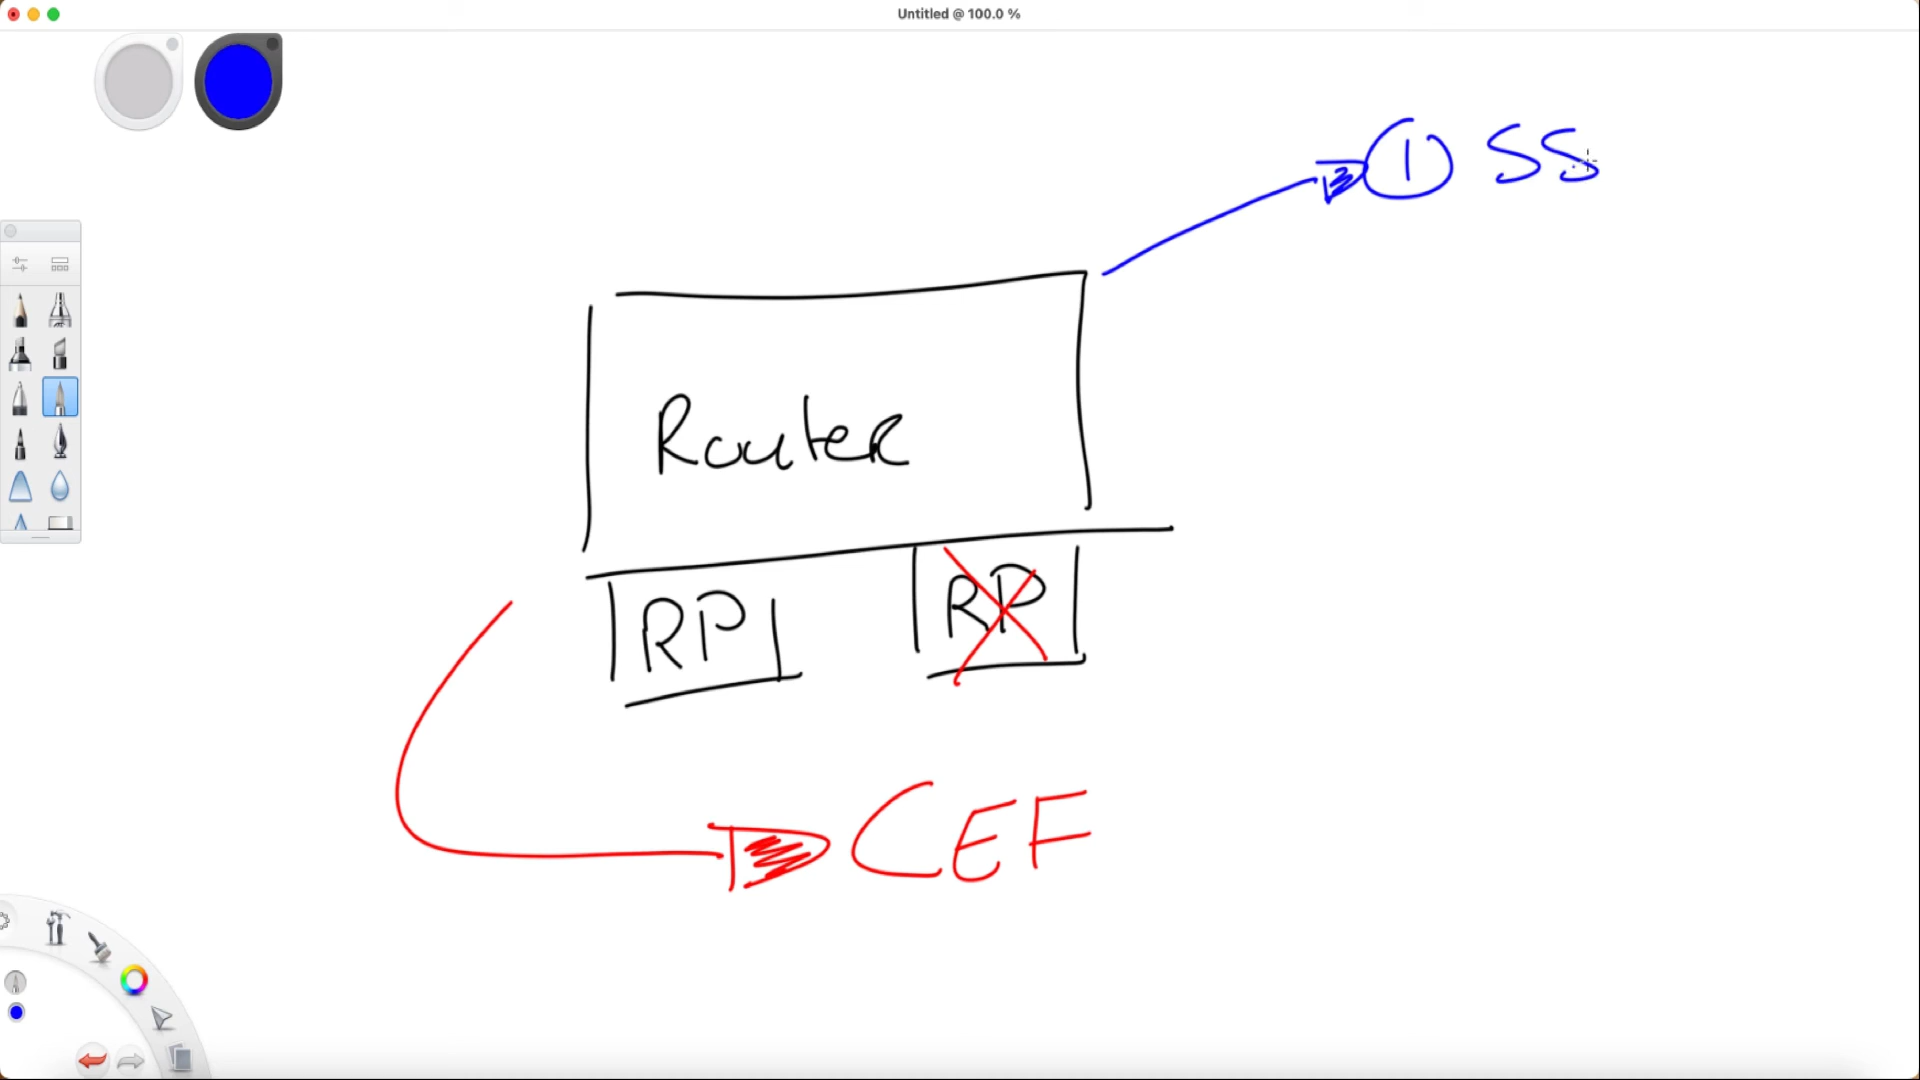 Untitled @ 100.0 %
① SS
Router
RP
RP
CEF